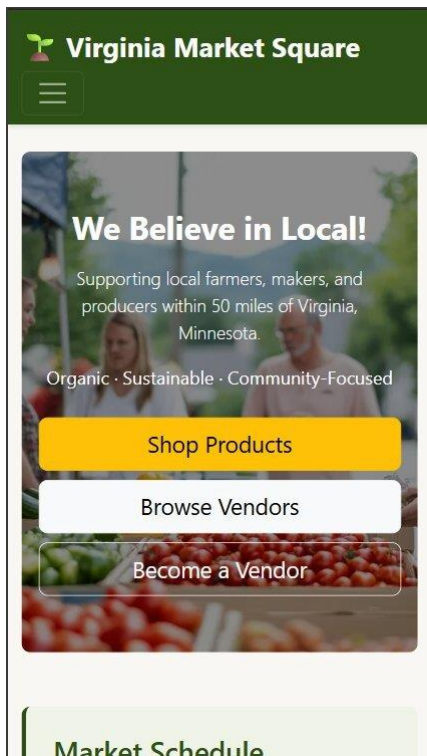 Virginia Market Square
We Believe in Local!
Supporting local farmers, makers, and
producers within 50 miles of Virginia,
Minnesota.
Organic · Sustainable · Community-Focused
Shop Products
Browse Vendors
Become a Vendor
Market Schedule